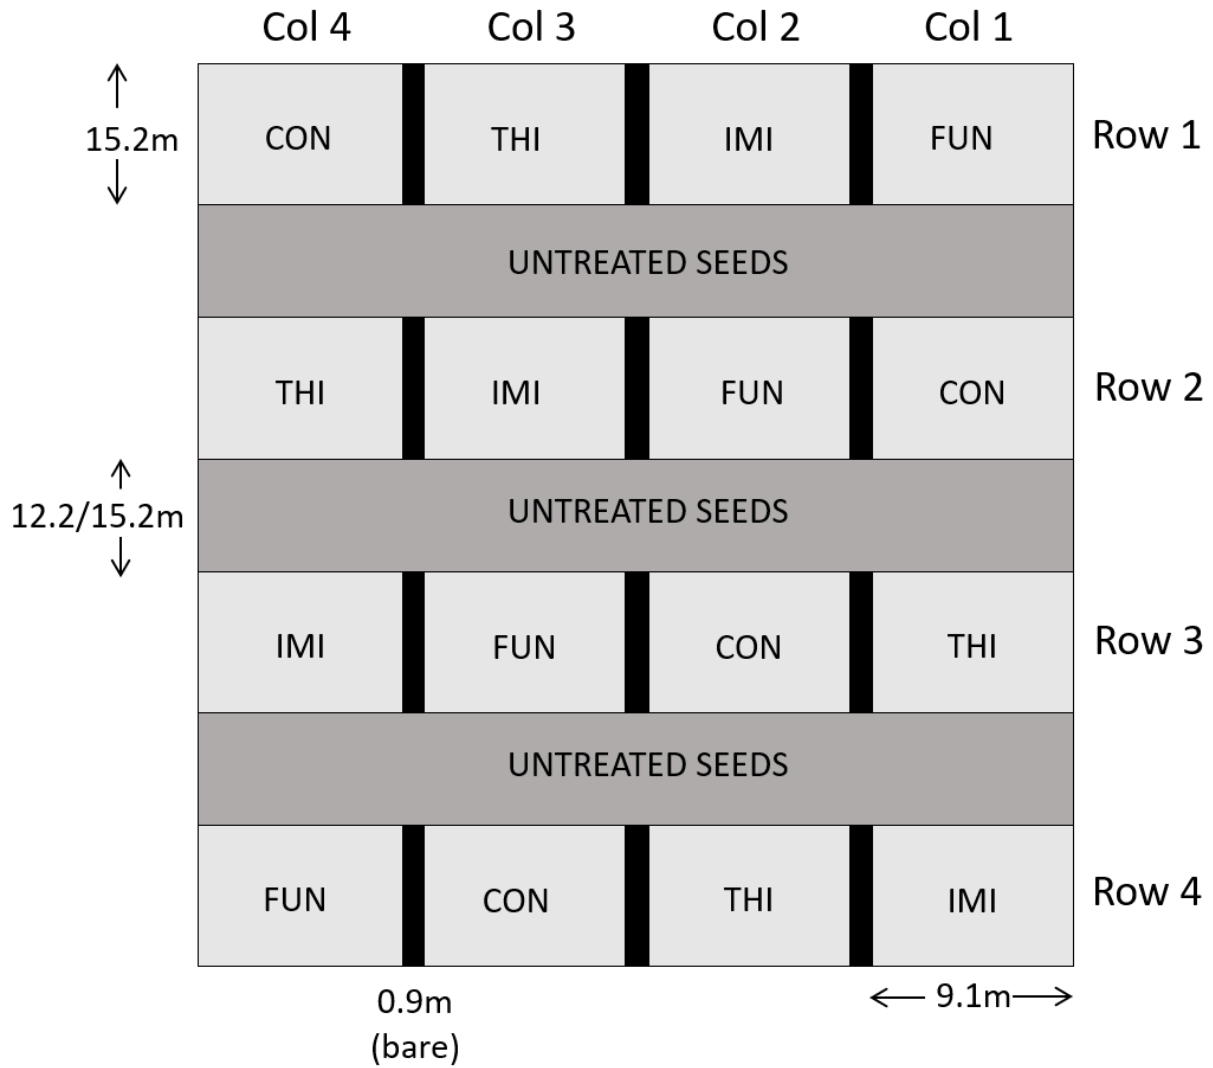 Col 4 Col 3 Col 2 Col 1
15.2m CON THI IMI FUN Row 1
UNTREATED SEEDS
THI IMI FUN CON Row 2
12.2/15.2m UNTREATED SEEDS
IMI FUN CON THI Row 3
UNTREATED SEEDS
FUN CON THI IMI Row 4
0.9m 9.1m
(bare)